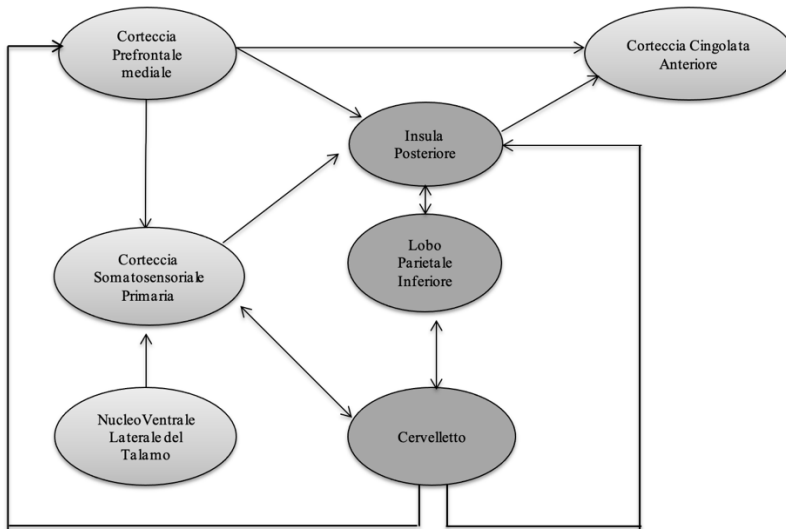 Corteccia
Prefrontale
mediale
Corteccia Cingolata
Anteriore
Insula
Posteriore
Corteccia
Somatosensoriale
Primaria
Lobo
Parietale
Inferiore
NucleoVentrale
Laterale del
Talamo
Cervelletto